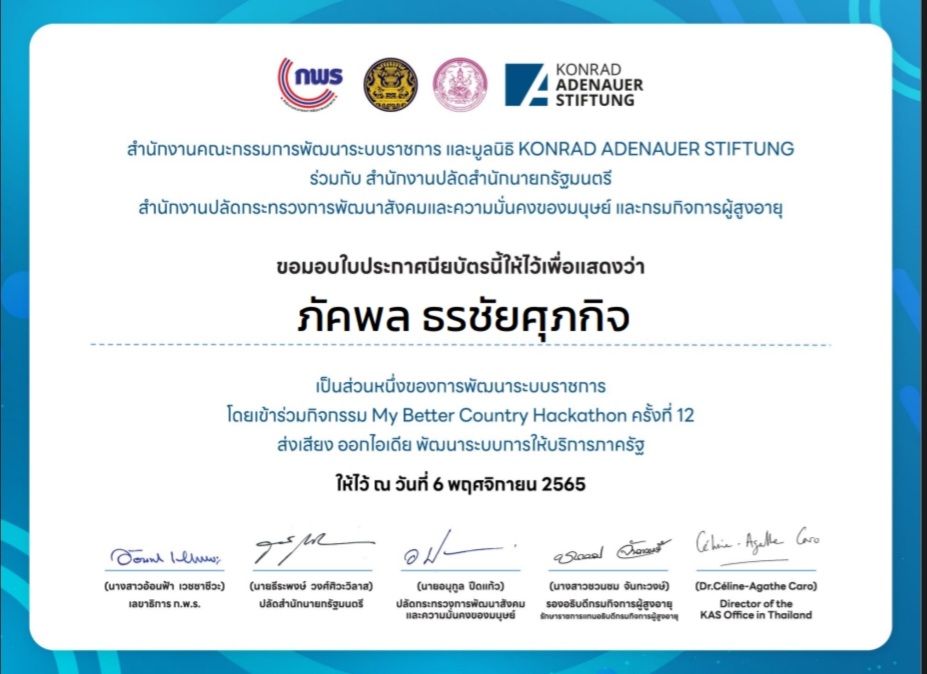 กพร
KONRAD
ADENAUER
STIFTUNG
สำนักงานคณะกรรมการพัฒนาระบบราชการ และมูลนิธิ KONRAD ADENAUER STIFTUNG
ร่วมกับ สำนักงานปลัดสำนักนายกรัฐมนตรี
สำนักงานปลัดกระทรวงการพัฒนาสังคมและความมั่นคงของมนุษย์ และกรมกิจการผู้สูงอายุ
ขอมอบใบประกาศนียบัตรนี้ให้ไว้เพื่อแสดงว่า
ภัคพล ธรชัยศุภกิจ
เป็นส่วนหนึ่งของการพัฒนาระบบราชการ
โดยเข้าร่วมกิจกรรม My Better Country Hackathon ครั้งที่ 12
ส่งเสียง ออกไอเดีย พัฒนาระบบการให้บริการภาครัฐ
ให้ไว้ ณ วันที่ 6 พฤศจิกายน 2565
Céline-Agathe Caro
(นางสาวอ้อนฟ้า เวชชาชีวะ) (นายธีระพงษ์ วงศ์ศิวะวิลาส) (นายอนุกูล ปีดแก้ว) (นางสาวชวนชม จันทะวงษ์) (Dr.Céline-Agathe Caro)
เลขาธิการ ก.พ.ร. ปลัดสำนักนายกรัฐมนตรี ปลัดกระทรวงการพัฒนาสังคม รองอธิบดีกรมกิจการผู้สูงอายุ Director of the
และความมั่นคงของมนุษย์ รักษาราชการแทนอธิบดีกรมกิจการผู้สูงอายุ KAS Office in Thailand